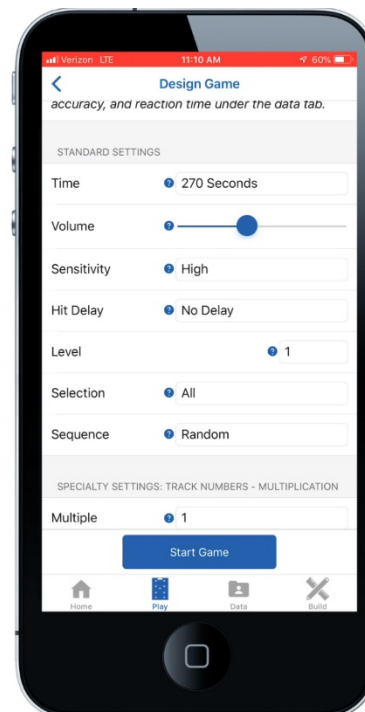 Verizon LTE 11:10 AM 60%
Design Game
accuracy, and reaction time under the data tab.
STANDARD SETTINGS
Time ? 270 Seconds
Volume ?
Sensitivity ? High
Hit Delay ? No Delay
Level ? 1
Selection ? All
Sequence ? Random
SPECIALTY SETTINGS: TRACK NUMBERS - MULTIPLICATION
Multiple ? 1
Start Game
Home Play Data Build